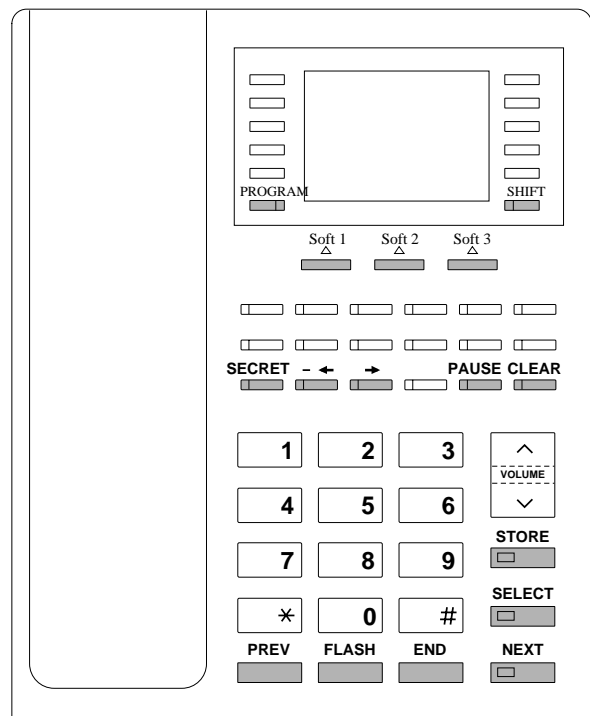 PROGRAM SHIFT
Soft 1 Soft 2 Soft 3
SECRET – ← → PAUSE CLEAR
1 2 3
VOLUME
4 5 6
STORE
7 8 9
SELECT
* 0 #
PREV FLASH END NEXT